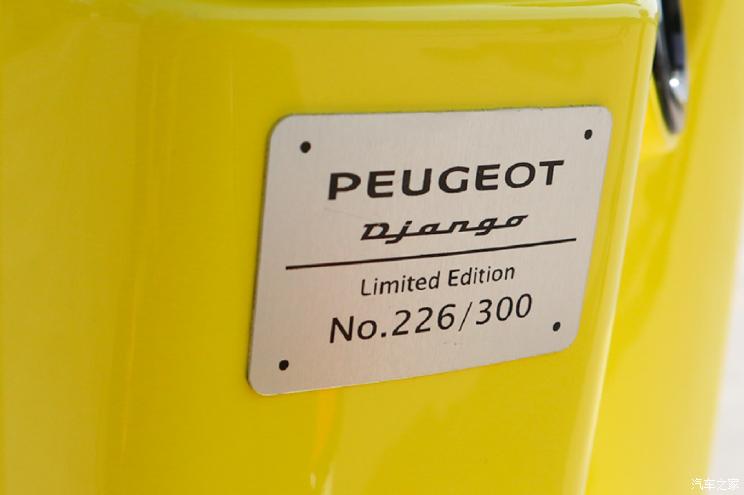 PEUGEOT
Django
Limited Edition
No.226/300
汽车之家